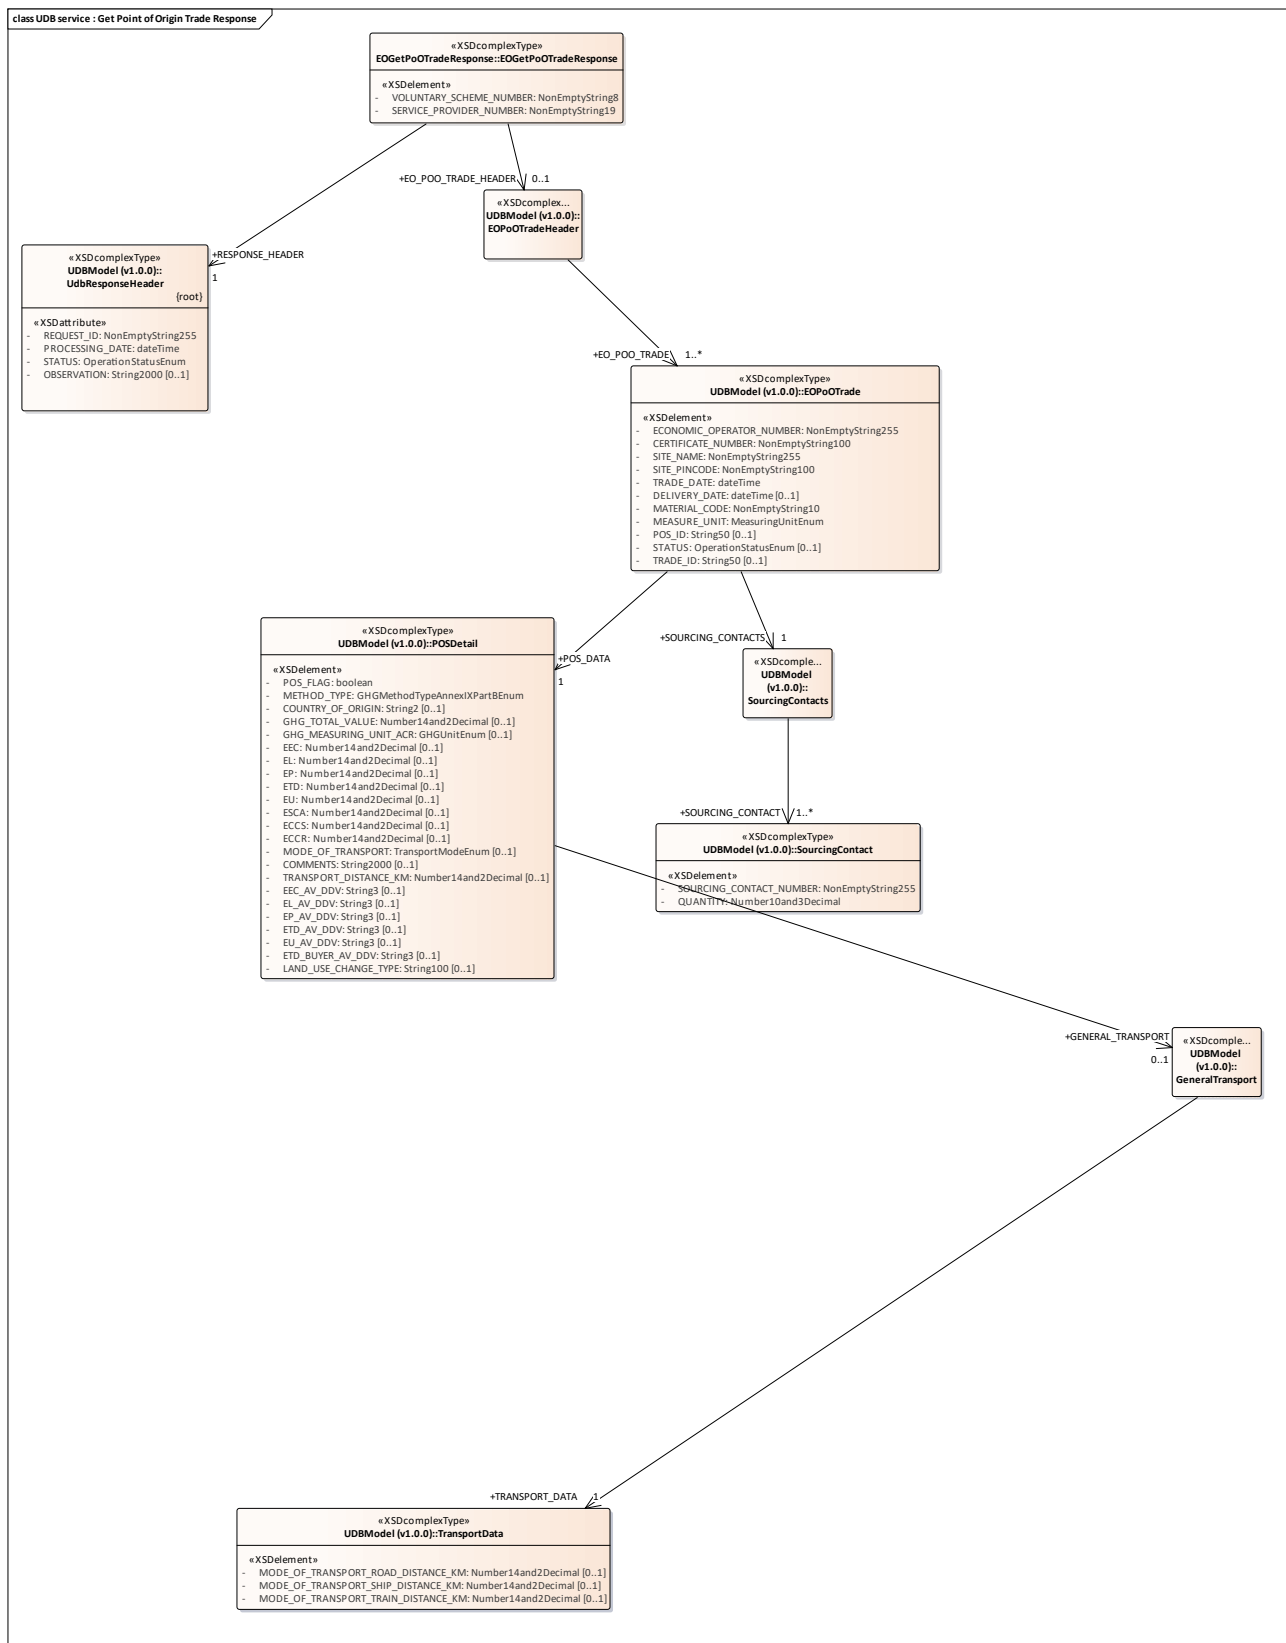 class UDB service : Get Point of Origin Trade Response
«XSDcomplexType»
EOGetPoOTradeResponse::EOGetPoOTradeResponse
«XSDelement»
- VOLUNTARY_SCHEME_NUMBER: NonEmptyString8
- SERVICE_PROVIDER_NUMBER: NonEmptyString19
+EO_POO_TRADE_HEADER
0..1
«XSDcomplex...
UDBModel (v1.0.0)::
EOPoOTradeHeader
+RESPONSE_HEADER
1
«XSDcomplexType»
UDBModel (v1.0.0)::
UdbResponseHeader
{root}
«XSDattribute»
- REQUEST_ID: NonEmptyString255
- PROCESSING_DATE: dateTime
- STATUS: OperationStatusEnum
- OBSERVATION: String2000 [0..1]
+EO_POO_TRADE
1..*
«XSDcomplexType»
UDBModel (v1.0.0)::EOPoOTrade
«XSDelement»
- ECONOMIC_OPERATOR_NUMBER: NonEmptyString255
- CERTIFICATE_NUMBER: NonEmptyString100
- SITE_NAME: NonEmptyString255
- SITE_PINCODE: NonEmptyString100
- TRADE_DATE: dateTime
- DELIVERY_DATE: dateTime [0..1]
- MATERIAL_CODE: NonEmptyString10
- MEASURE_UNIT: MeasuringUnitEnum
- POS_ID: String50 [0..1]
- STATUS: OperationStatusEnum [0..1]
- TRADE_ID: String50 [0..1]
+POS_DATA
1
«XSDcomplexType»
UDBModel (v1.0.0)::POSDetail
«XSDelement»
- POS_FLAG: boolean
- METHOD_TYPE: GHGMethodTypeAnnexIXPartBEnum
- COUNTRY_OF_ORIGIN: String2 [0..1]
- GHG_TOTAL_VALUE: Number14and2Decimal [0..1]
- GHG_MEASURING_UNIT_ACR: GHGUnitEnum [0..1]
- EEC: Number14and2Decimal [0..1]
- EL: Number14and2Decimal [0..1]
- EP: Number14and2Decimal [0..1]
- ETD: Number14and2Decimal [0..1]
- EU: Number14and2Decimal [0..1]
- ESCA: Number14and2Decimal [0..1]
- ECCS: Number14and2Decimal [0..1]
- ECCR: Number14and2Decimal [0..1]
- MODE_OF_TRANSPORT: TransportModeEnum [0..1]
- COMMENTS: String2000 [0..1]
- TRANSPORT_DISTANCE_KM: Number14and2Decimal [0..1]
- EEC_AV_DDV: String3 [0..1]
- EL_AV_DDV: String3 [0..1]
- EP_AV_DDV: String3 [0..1]
- ETD_AV_DDV: String3 [0..1]
- EU_AV_DDV: String3 [0..1]
- ETD_BUYER_AV_DDV: String3 [0..1]
- LAND_USE_CHANGE_TYPE: String100 [0..1]
+SOURCING_CONTACTS
1
«XSDcomple...
UDBModel
(v1.0.0)::
SourcingContacts
+SOURCING_CONTACT
1..*
«XSDcomplexType»
UDBModel (v1.0.0)::SourcingContact
«XSDelement»
- SOURCING_CONTACT_NUMBER: NonEmptyString255
- QUANTITY: Number10and3Decimal
+GENERAL_TRANSPORT
0..1
«XSDcomple...
UDBModel
(v1.0.0)::
GeneralTransport
+TRANSPORT_DATA
1
«XSDcomplexType»
UDBModel (v1.0.0)::TransportData
«XSDelement»
- MODE_OF_TRANSPORT_ROAD_DISTANCE_KM: Number14and2Decimal [0..1]
- MODE_OF_TRANSPORT_SHIP_DISTANCE_KM: Number14and2Decimal [0..1]
- MODE_OF_TRANSPORT_TRAIN_DISTANCE_KM: Number14and2Decimal [0..1]